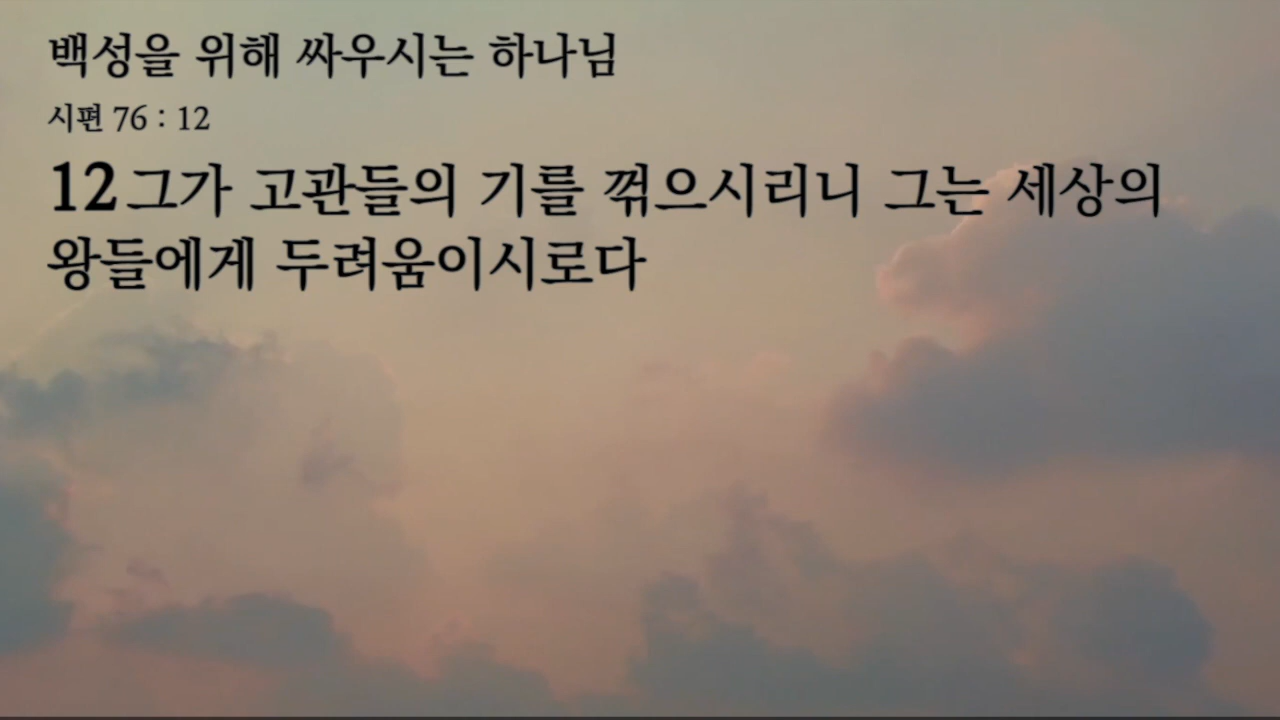 백성을 위해 싸우시는 하나님
시편 76 : 12
12 그가 고관들의 기를 꺾으시리니 그는 세상의
왕들에게 두려움이시로다